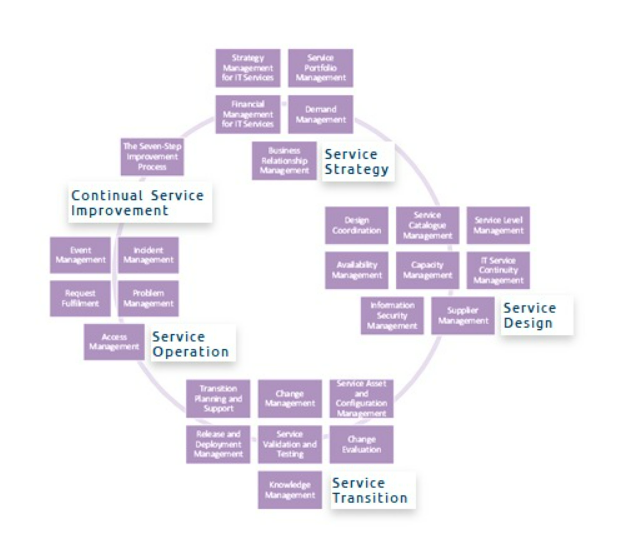 Strategy
Management
for IT Services
Service
Portfolio
Management
Financial
Management
for IT Services
Demand
Management
Business
Relationship
Management
Service
Strategy
The Seven-Step
Improvement
Process
Continual Service
Improvement
Design
Coordination
Service
Catalogue
Management
Service Level
Management
Availability
Management
Capacity
Management
IT Service
Continuity
Management
Information
Security
Management
Supplier
Management
Service
Design
Event
Management
Incident
Management
Request
Fulfilment
Problem
Management
Access
Management
Service
Operation
Transition
Planning and
Support
Change
Management
Service Asset
and
Configuration
Management
Release and
Deployment
Management
Service
Validation and
Testing
Change
Evaluation
Knowledge
Management
Service
Transition